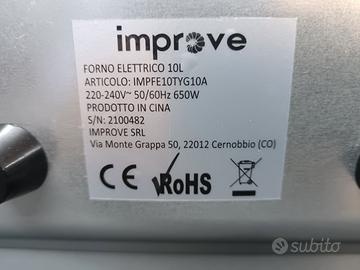 improve
FORNO ELETTRICO 10L
ARTICOLO: IMPFE10TYG10A
220-240V~ 50/60Hz 650W
PRODOTTO IN CINA
S/N: 2100482
IMPROVE SRL
Via Monte Grappa 50, 22012 Cernobbio (CO)
CE RoHS
subito